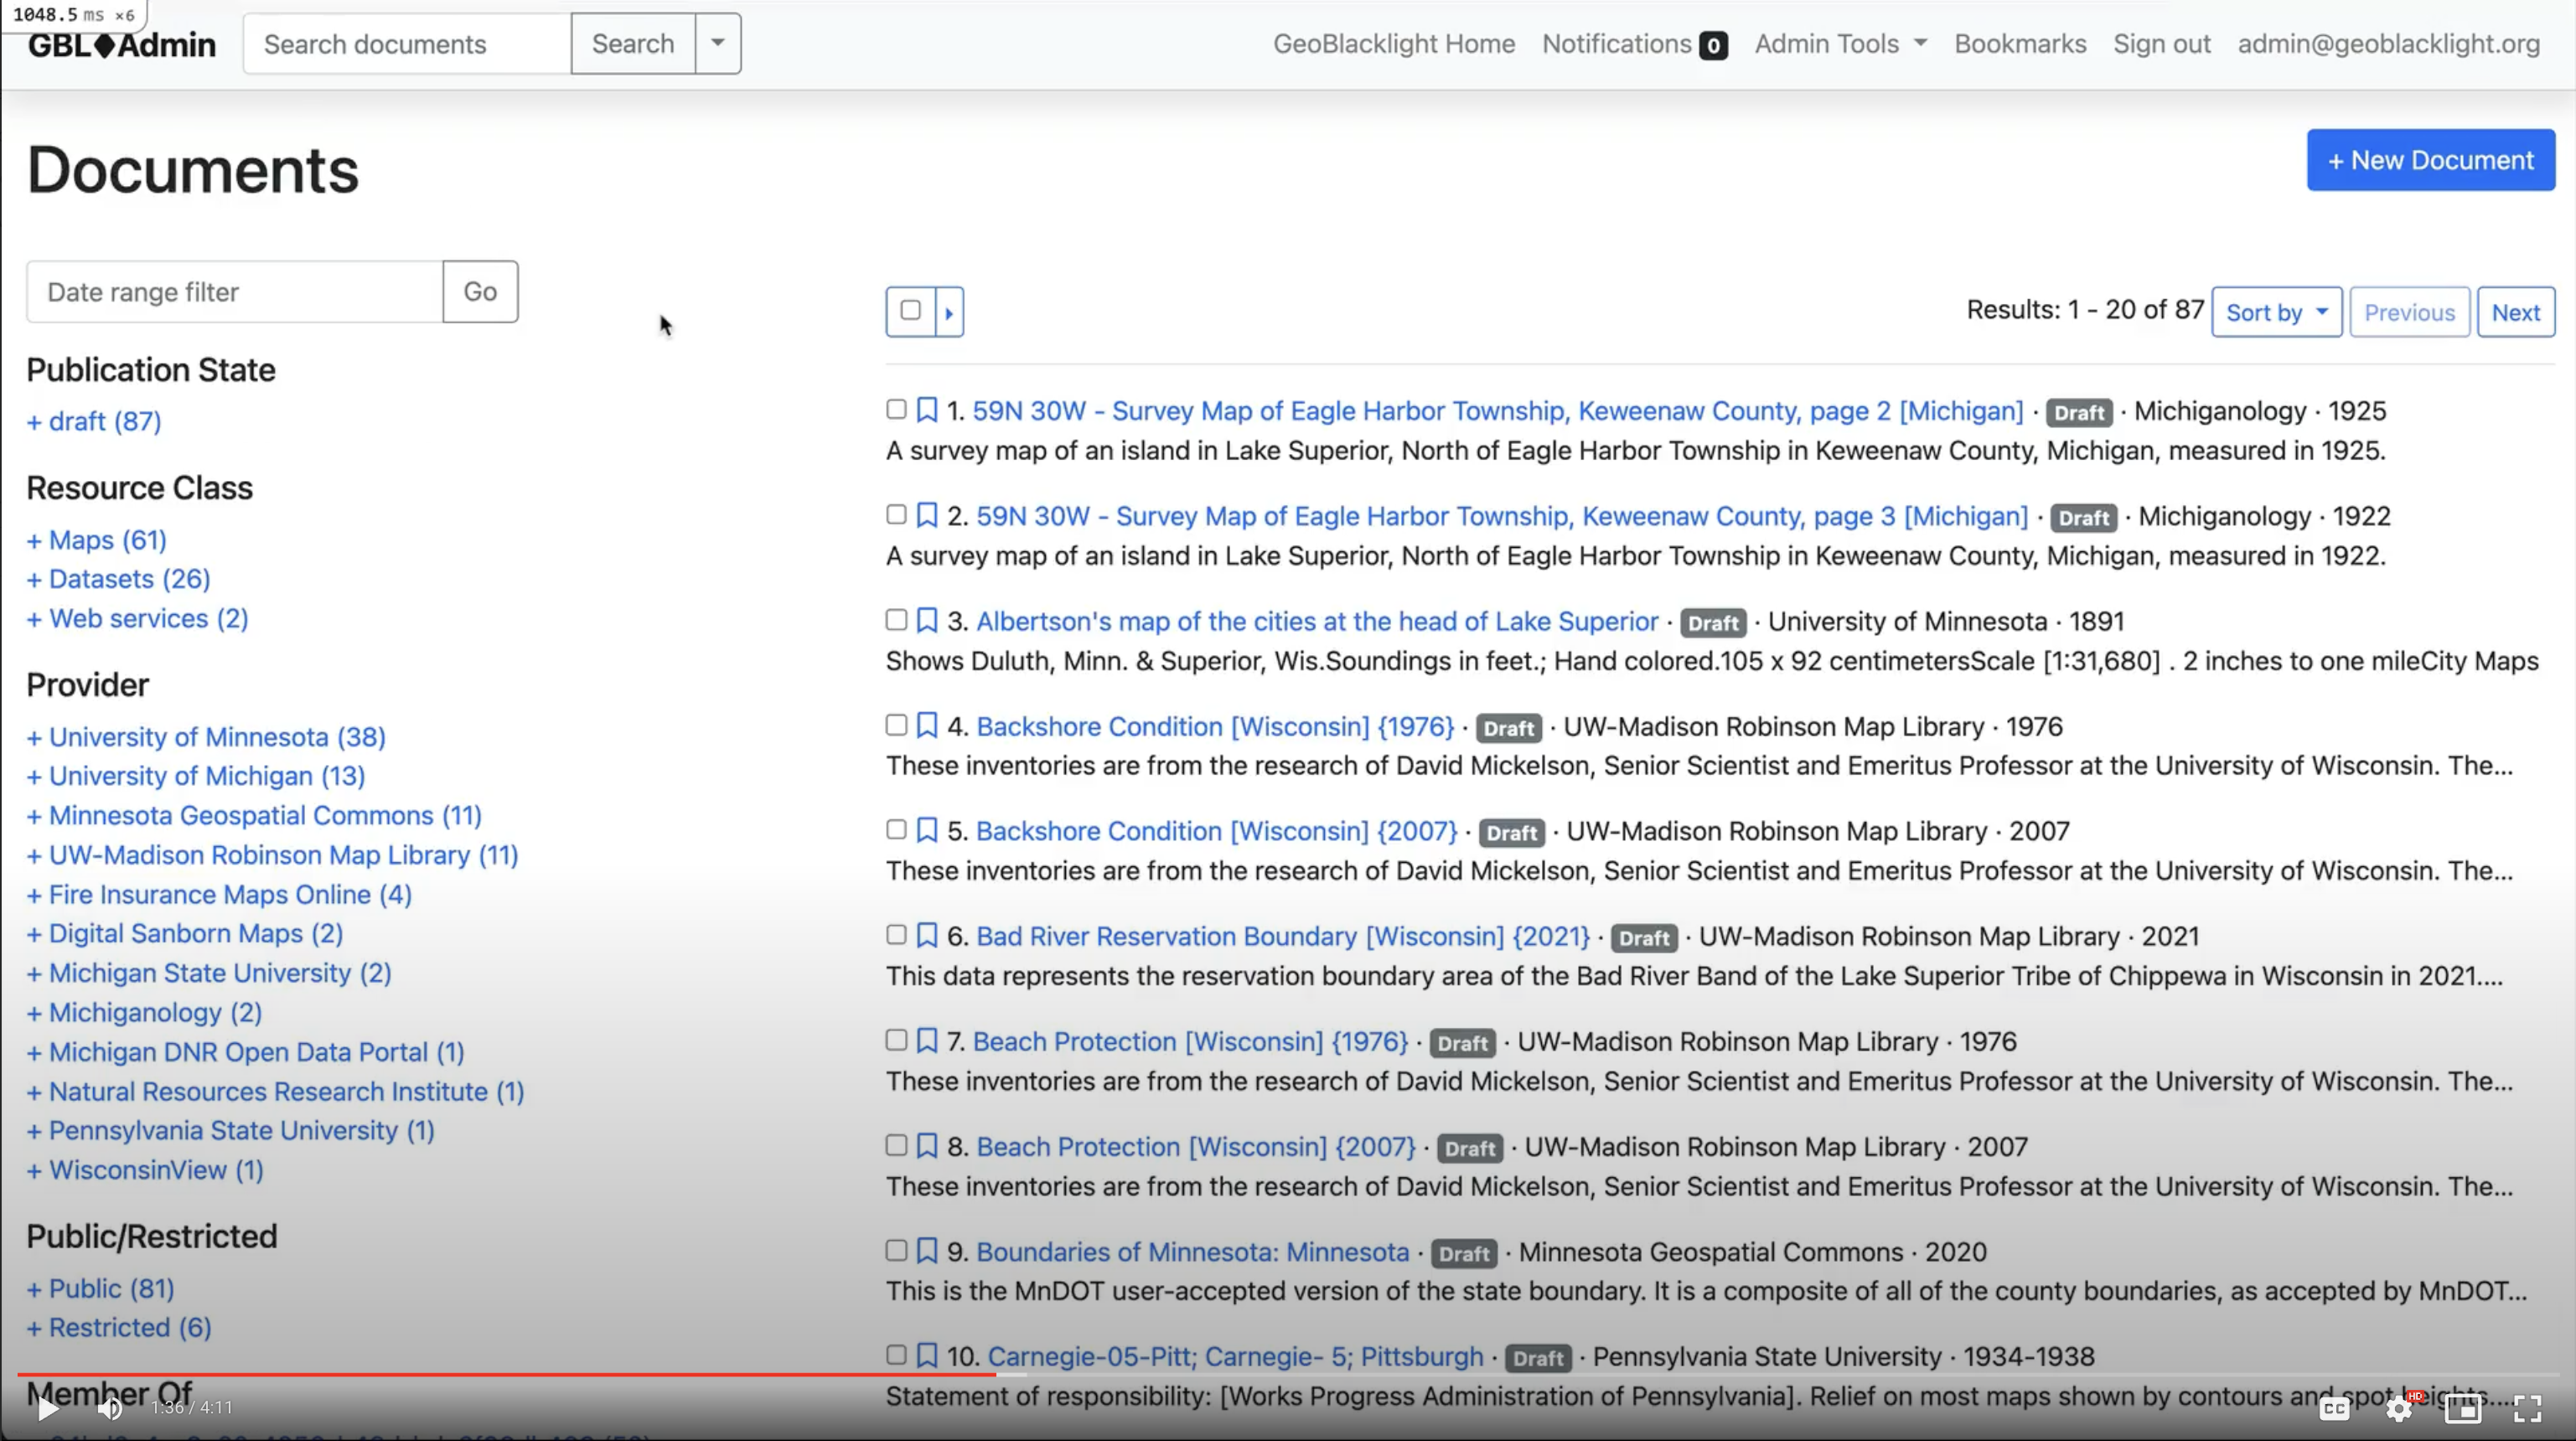 1048.5 ms ×6
GBL♦Admin
Search documents
Search
GeoBlacklight Home
Notifications 0
Admin Tools
Bookmarks
Sign out
admin@geoblacklight.org
Documents
+ New Document
Date range filter
Go
Publication State
+ draft (87)
Resource Class
+ Maps (61)
+ Datasets (26)
+ Web services (2)
Provider
+ University of Minnesota (38)
+ University of Michigan (13)
+ Minnesota Geospatial Commons (11)
+ UW-Madison Robinson Map Library (11)
+ Fire Insurance Maps Online (4)
+ Digital Sanborn Maps (2)
+ Michigan State University (2)
+ Michiganology (2)
+ Michigan DNR Open Data Portal (1)
+ Natural Resources Research Institute (1)
+ Pennsylvania State University (1)
+ WisconsinView (1)
Public/Restricted
+ Public (81)
+ Restricted (6)
Member Of
Results: 1 - 20 of 87
Sort by
Previous
Next
1. 59N 30W - Survey Map of Eagle Harbor Township, Keweenaw County, page 2 [Michigan] · Draft · Michiganology · 1925
A survey map of an island in Lake Superior, North of Eagle Harbor Township in Keweenaw County, Michigan, measured in 1925.
2. 59N 30W - Survey Map of Eagle Harbor Township, Keweenaw County, page 3 [Michigan] · Draft · Michiganology · 1922
A survey map of an island in Lake Superior, North of Eagle Harbor Township in Keweenaw County, Michigan, measured in 1922.
3. Albertson's map of the cities at the head of Lake Superior · Draft · University of Minnesota · 1891
Shows Duluth, Minn. & Superior, Wis.Soundings in feet.; Hand colored.105 x 92 centimetersScale [1:31,680] . 2 inches to one mileCity Maps
4. Backshore Condition [Wisconsin] {1976} · Draft · UW-Madison Robinson Map Library · 1976
These inventories are from the research of David Mickelson, Senior Scientist and Emeritus Professor at the University of Wisconsin. The...
5. Backshore Condition [Wisconsin] {2007} · Draft · UW-Madison Robinson Map Library · 2007
These inventories are from the research of David Mickelson, Senior Scientist and Emeritus Professor at the University of Wisconsin. The...
6. Bad River Reservation Boundary [Wisconsin] {2021} · Draft · UW-Madison Robinson Map Library · 2021
This data represents the reservation boundary area of the Bad River Band of the Lake Superior Tribe of Chippewa in Wisconsin in 2021....
7. Beach Protection [Wisconsin] {1976} · Draft · UW-Madison Robinson Map Library · 1976
These inventories are from the research of David Mickelson, Senior Scientist and Emeritus Professor at the University of Wisconsin. The...
8. Beach Protection [Wisconsin] {2007} · Draft · UW-Madison Robinson Map Library · 2007
These inventories are from the research of David Mickelson, Senior Scientist and Emeritus Professor at the University of Wisconsin. The...
9. Boundaries of Minnesota: Minnesota · Draft · Minnesota Geospatial Commons · 2020
This is the MnDOT user-accepted version of the state boundary. It is a composite of all of the county boundaries, as accepted by MnDOT...
10. Carnegie-05-Pitt; Carnegie- 5; Pittsburgh · Draft · Pennsylvania State University · 1934-1938
Statement of responsibility: [Works Progress Administration of Pennsylvania]. Relief on most maps shown by contours and spot heights....
1:36 / 4:11
CC
HD